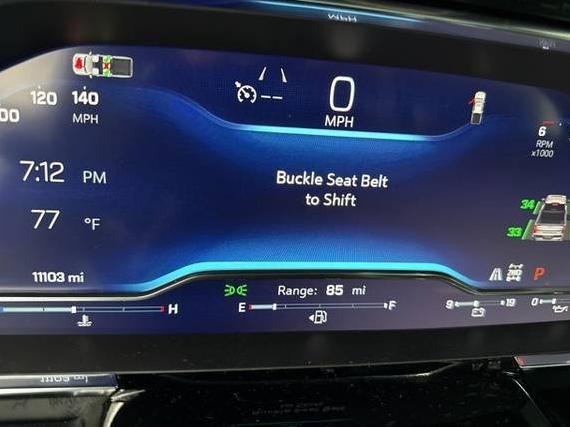 120 140
MPH
0
MPH
6
RPM
x1000
7:12 PM
77 °F
Buckle Seat Belt
to Shift
34
33
11103 mi
2WD P
H
Range: 85 mi
E F
9 19
0